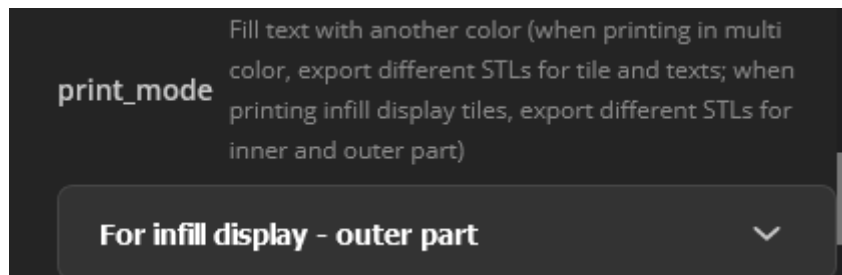 Fill text with another color (when printing in multi
color, export different STLs for tile and texts; when
print_mode
printing infill display tiles, export different STLs for
inner and outer part)
For infill display - outer part